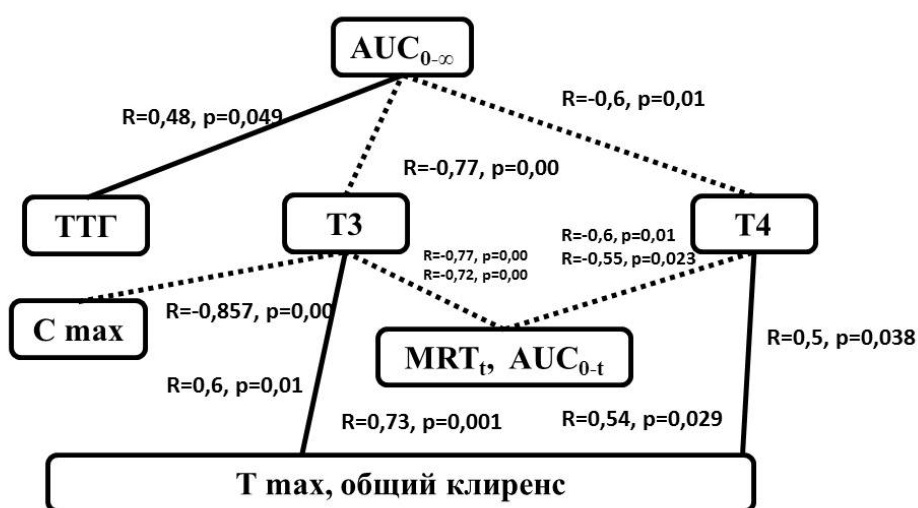 AUC0-∞
R=0,48, p=0,049
R=-0,6, p=0,01
R=-0,77, p=0,00
ТТГ
Т3
Т4
R=-0,77, p=0,00
R=-0,72, p=0,00
R=-0,6, p=0,01
R=-0,55, p=0,023
C max
R=-0,857, p=0,00
MRTt, AUC0-t
R=0,5, p=0,038
R=0,6, p=0,01
R=0,73, p=0,001
R=0,54, p=0,029
T max, общий клиренс